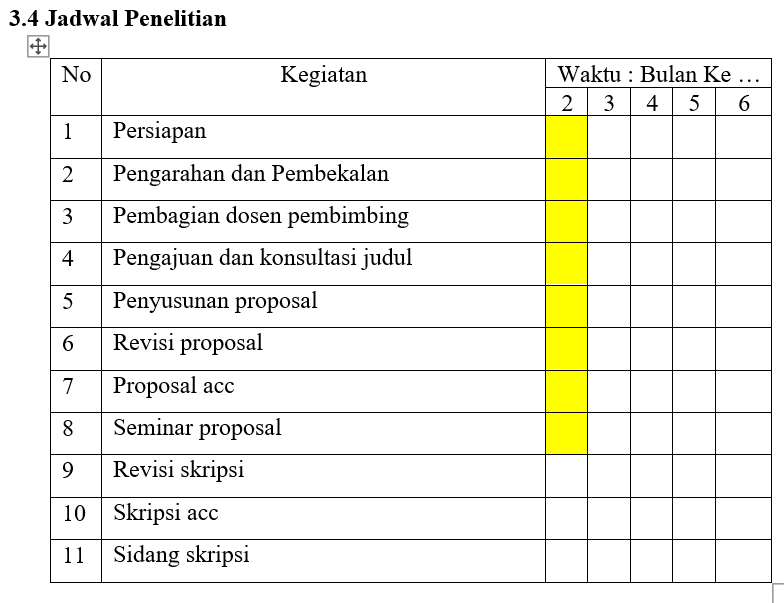 3.4 Jadwal Penelitian
No Kegiatan Waktu : Bulan Ke …
2 3 4 5 6
1 Persiapan
2 Pengarahan dan Pembekalan
3 Pembagian dosen pembimbing
4 Pengajuan dan konsultasi judul
5 Penyusunan proposal
6 Revisi proposal
7 Proposal acc
8 Seminar proposal
9 Revisi skripsi
10 Skripsi acc
11 Sidang skripsi